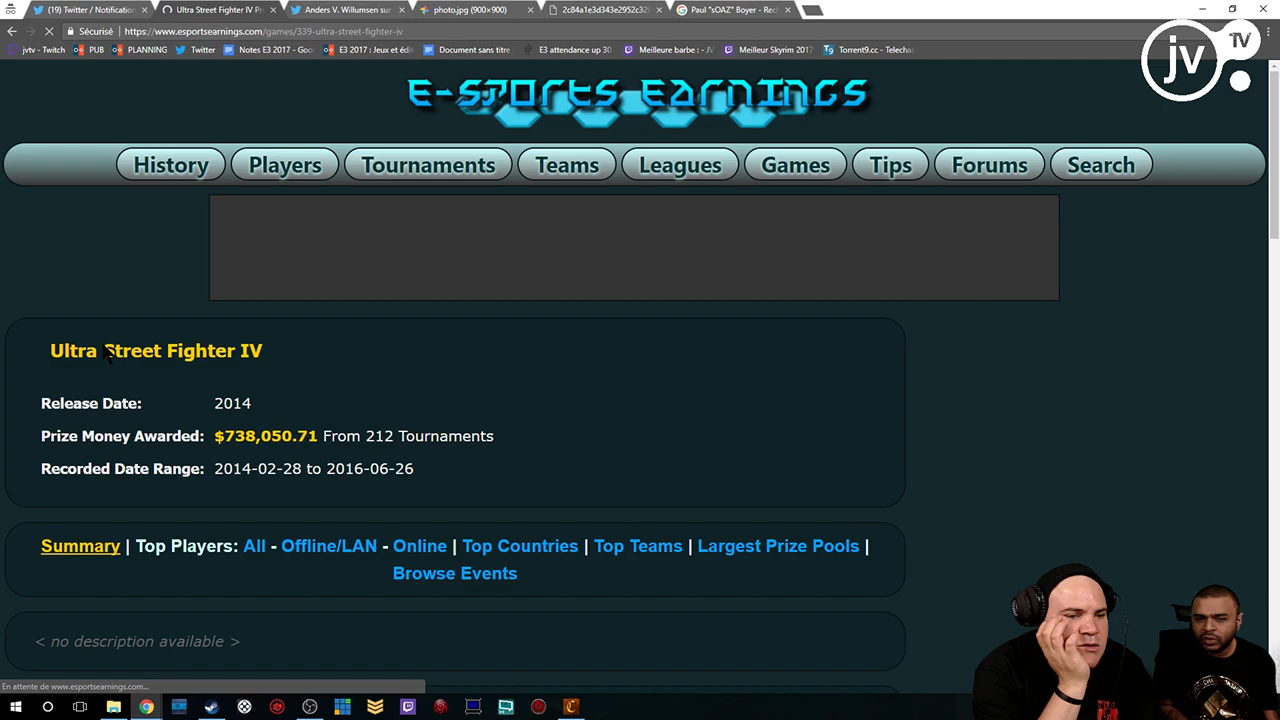 (19) Twitter / Notification
Ultra Street Fighter IV Pr
Anders V. Willumsen sur
photo.jpg (900×900)
2c84a1e3d343e2952c32
Paul "sOAZ" Boyer - Rech
Sécurisé | https://www.esportsearnings.com/games/339-ultra-street-fighter-iv
jvtv - Twitch
PUB
PLANNING
Twitter
Notes E3 2017 - Goo
E3 2017 : Jeux et édit
Document sans titre
E3 attendance up 30
Meilleure barbe : - Jv
Meilleur Skyrim 2017
Torrent9.cc - Telecha
jv TV
E-Sports Earnings
History
Players
Tournaments
Teams
Leagues
Games
Tips
Forums
Search
Ultra Street Fighter IV
Release Date: 2014
Prize Money Awarded: $738,050.71 From 212 Tournaments
Recorded Date Range: 2014-02-28 to 2016-06-26
Summary | Top Players: All - Offline/LAN - Online | Top Countries | Top Teams | Largest Prize Pools |
Browse Events
< no description available >
En attente de www.esportsearnings.com...